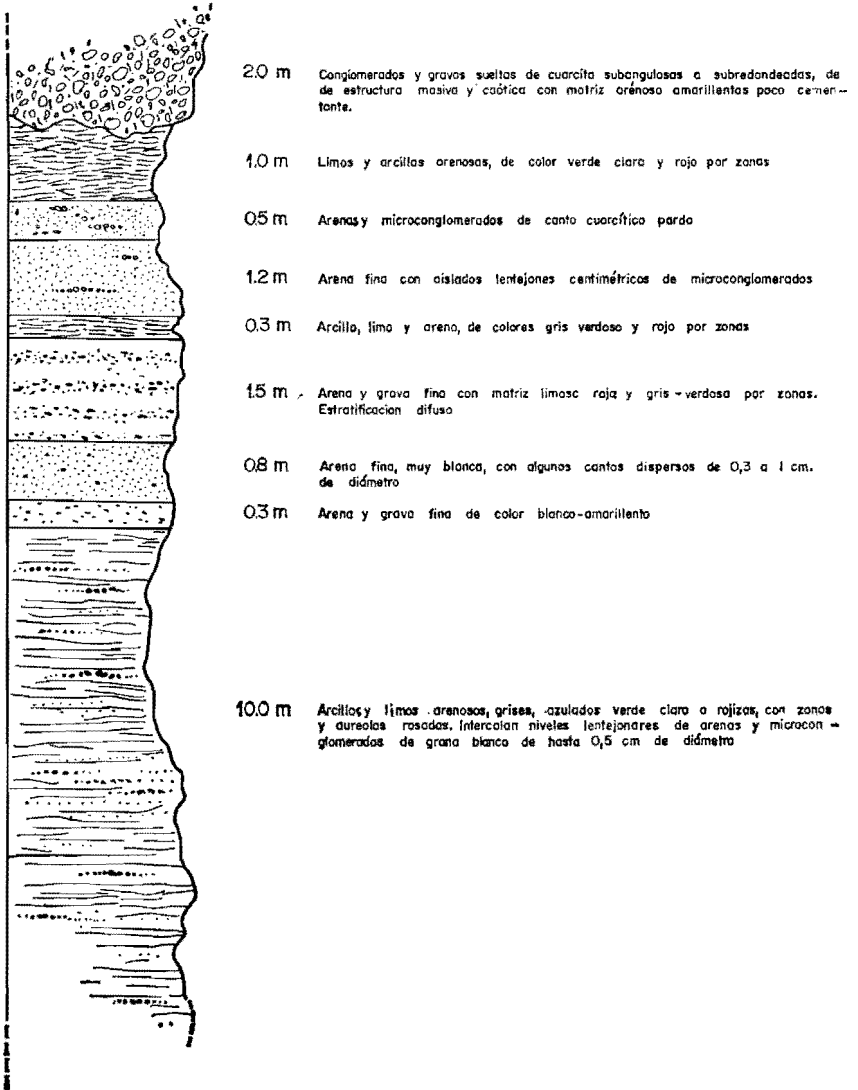 2.0 m Conglomerados y gravas sueltas de cuarcita subangulosas a subredondeadas, de
de estructura masiva y caótica con matriz arenoso amarillentas poco cemen-
tante.
1.0 m Limos y arcillas arenosas, de color verde claro y rojo por zonas
0.5 m Arenas y microconglomerados de canto cuarcítico pardo
1.2 m Arena fina con aislados lentejones centimétricos de microconglomerados
0.3 m Arcilla, limo y arena, de colores gris verdoso y rojo por zonas
1.5 m Arena y grava fina con matriz limosa roja y gris-verdosa por zonas.
Estratificacion difusa
0.8 m Arena fina, muy blanca, con algunos cantos dispersos de 0,3 a 1 cm.
de diámetro
0.3 m Arena y grava fina de color blanco-amarillento
10.0 m Arcillas y limos arenosos, grises, azulados verde claro a rojizas, con zonas
y aureolas rosadas. Intercalan niveles lentejonares de arenas y microcon-
glomerados de grano blanco de hasta 0,5 cm de diámetro